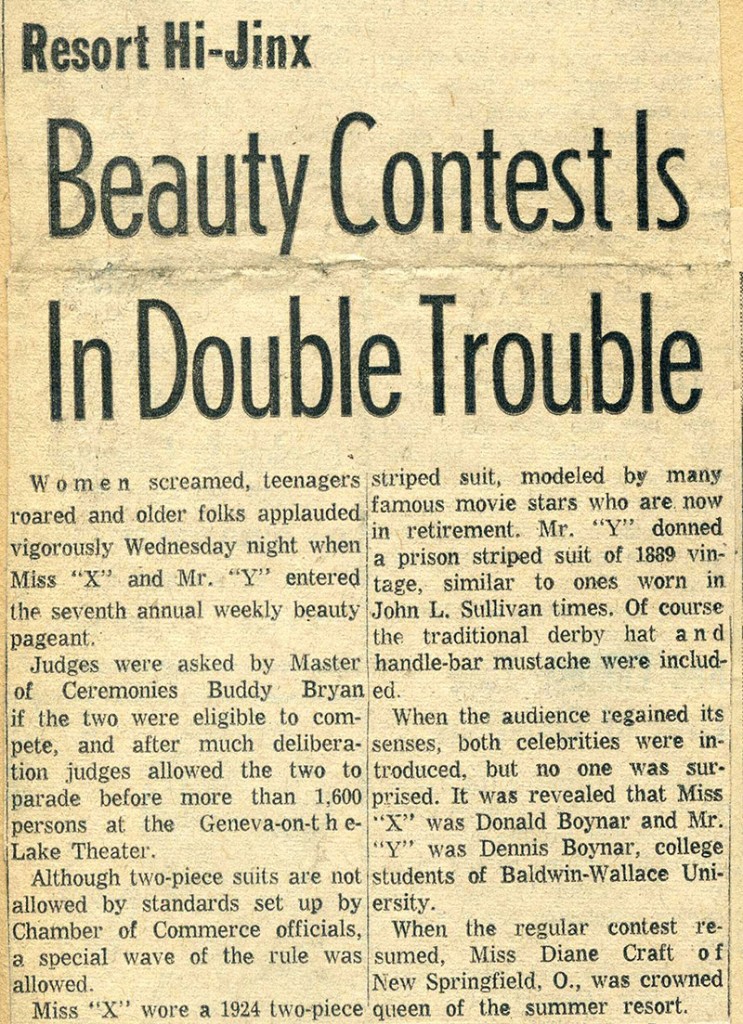 Resort Hi-Jinx
Beauty Contest Is
In Double Trouble
Women screamed, teenagers
roared and older folks applauded
vigorously Wednesday night when
Miss "X" and Mr. "Y" entered
the seventh annual weekly beauty
pageant.
Judges were asked by Master
of Ceremonies Buddy Bryan
if the two were eligible to com-
pete, and after much delibera-
tion judges allowed the two to
parade before more than 1,600
persons at the Geneva-on-the-
Lake Theater.
Although two-piece suits are not
allowed by standards set up by
Chamber of Commerce officials,
a special wave of the rule was
allowed.
Miss "X" wore a 1924 two-piece
striped suit, modeled by many
famous movie stars who are now
in retirement. Mr. "Y" donned
a prison striped suit of 1889 vin-
tage, similar to ones worn in
John L. Sullivan times. Of course
the traditional derby hat and
handle-bar mustache were includ-
ed.
When the audience regained its
senses, both celebrities were in-
troduced, but no one was sur-
prised. It was revealed that Miss
"X" was Donald Boynar and Mr.
"Y" was Dennis Boynar, college
students of Baldwin-Wallace Uni-
ersity.
When the regular contest re-
sumed, Miss Diane Craft of
New Springfield, O., was crowned
queen of the summer resort.